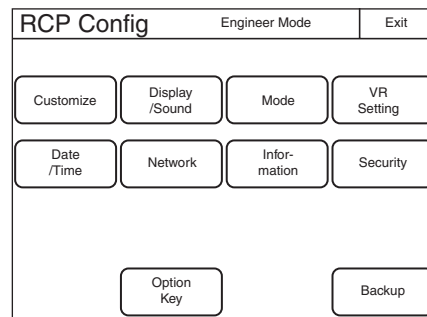 RCP Config Engineer Mode Exit
Customize
Display
/Sound
Mode
VR
Setting
Date
/Time
Network
Infor-
mation
Security
Option
Key
Backup